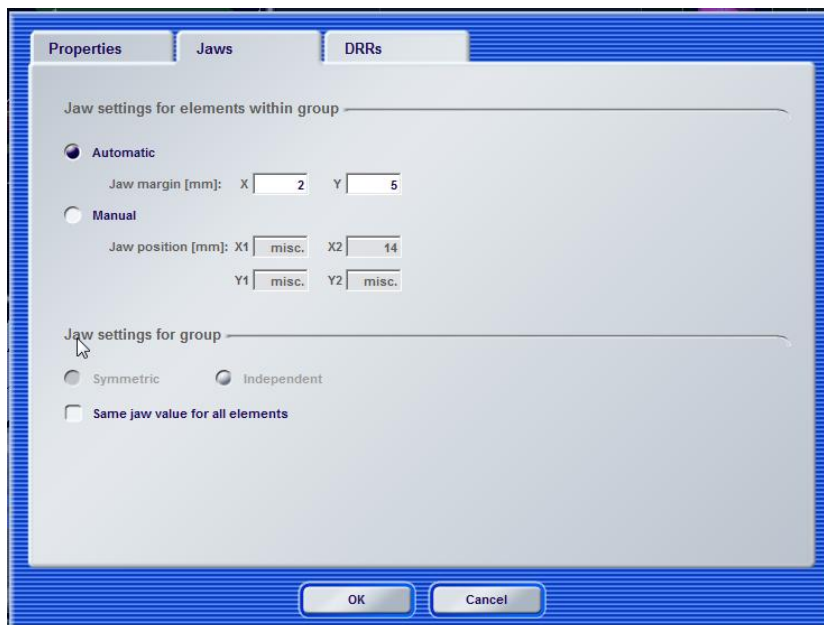 Properties Jaws DRRs
Jaw settings for elements within group
Automatic
Jaw margin [mm]: X 2 Y 5
Manual
Jaw position [mm]: X1 misc. X2 14
Y1 misc. Y2 misc.
Jaw settings for group
Symmetric Independent
Same jaw value for all elements
OK Cancel